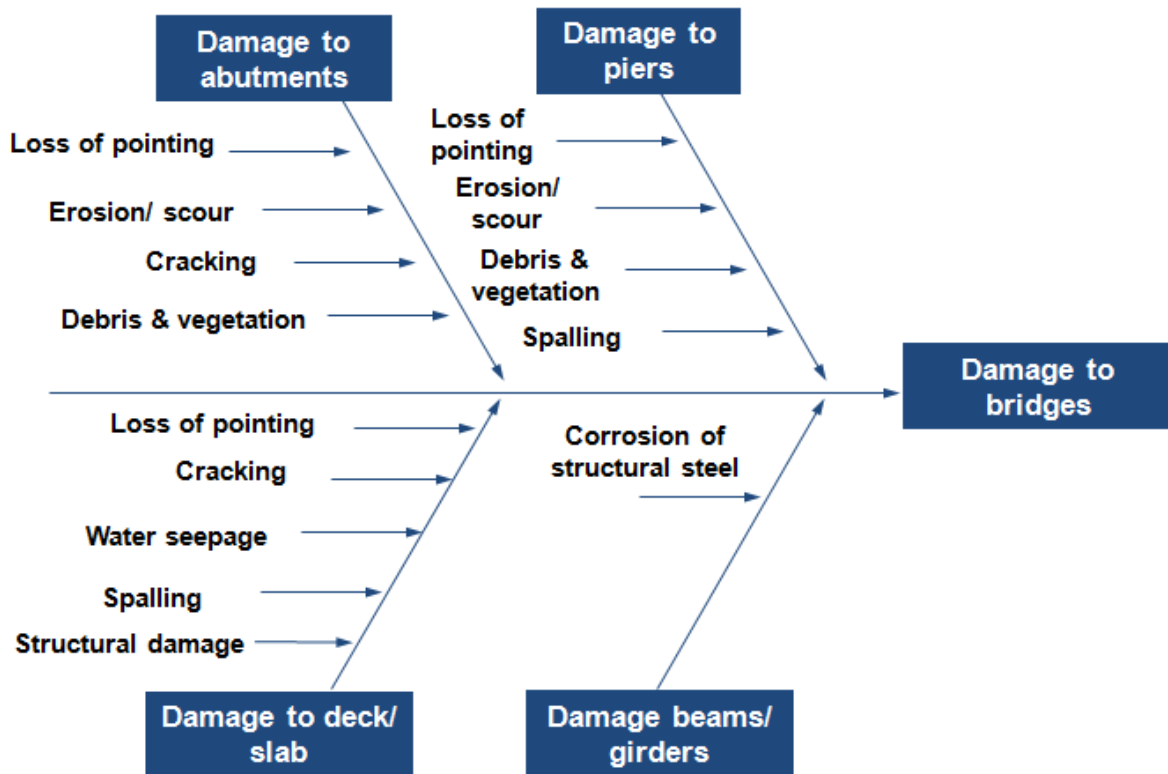 Damage to
abutments
Damage to
piers
Loss of pointing
Erosion/ scour
Cracking
Debris & vegetation
Loss of
pointing
Erosion/
scour
Debris &
vegetation
Spalling
Damage to
bridges
Loss of pointing
Cracking
Water seepage
Spalling
Structural damage
Corrosion of
structural steel
Damage to deck/
slab
Damage beams/
girders